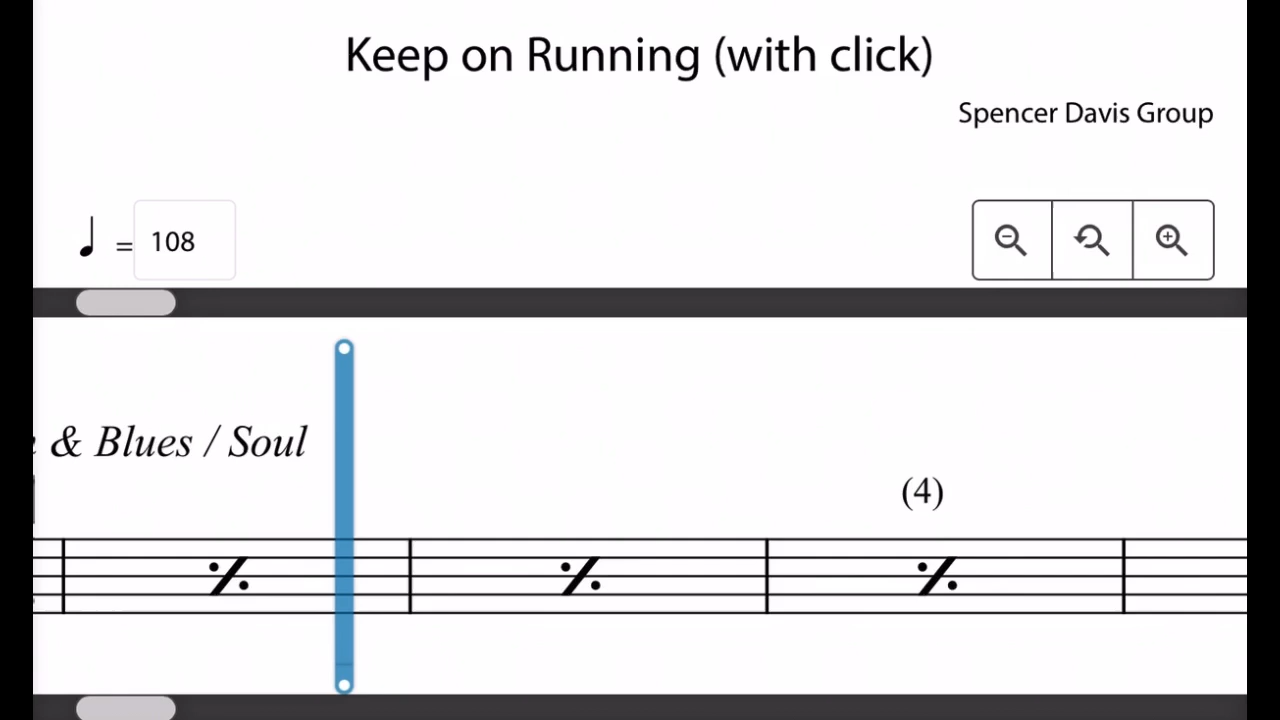 Keep on Running (with click)
Spencer Davis Group
= 108
& Blues / Soul
(4)